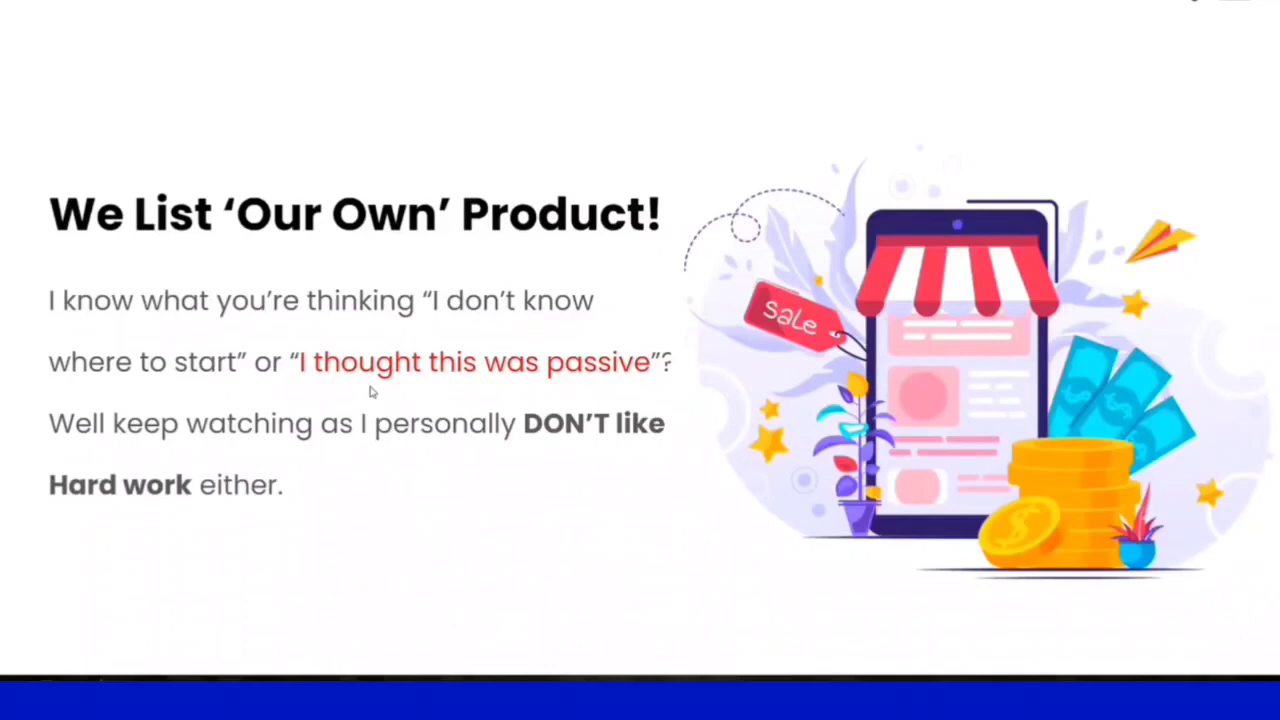 We List ‘Our Own’ Product!
I know what you’re thinking “I don’t know
where to start” or “I thought this was passive”?
Well keep watching as I personally DON’T like
Hard work either.
sale